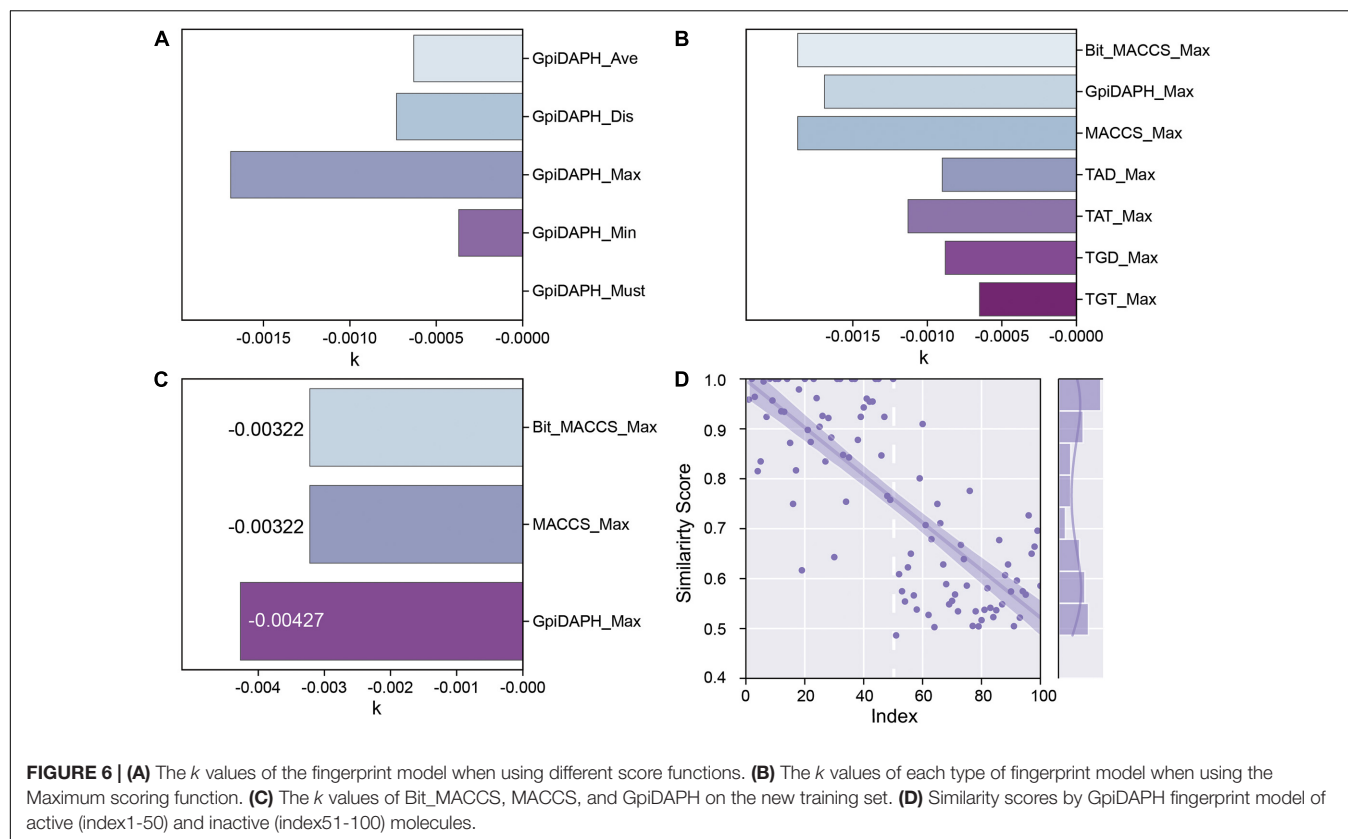 A
GpiDAPH_Ave
GpiDAPH_Dis
GpiDAPH_Max
GpiDAPH_Min
GpiDAPH_Must
-0.0015 -0.0010 -0.0005 -0.0000
k
B
Bit_MACCS_Max
GpiDAPH_Max
MACCS_Max
TAD_Max
TAT_Max
TGD_Max
TGT_Max
-0.0015 -0.0010 -0.0005 -0.0000
k
C
-0.00322 Bit_MACCS_Max
-0.00322 MACCS_Max
-0.00427 GpiDAPH_Max
-0.004 -0.003 -0.002 -0.001 -0.000
k
D
Similarirty Score
1.0
0.9
0.8
0.7
0.6
0.5
0.4
0 20 40 60 80 100
Index
FIGURE 6 | (A) The k values of the fingerprint model when using different score functions. (B) The k values of each type of fingerprint model when using the
Maximum scoring function. (C) The k values of Bit_MACCS, MACCS, and GpiDAPH on the new training set. (D) Similarity scores by GpiDAPH fingerprint model of
active (index1-50) and inactive (index51-100) molecules.